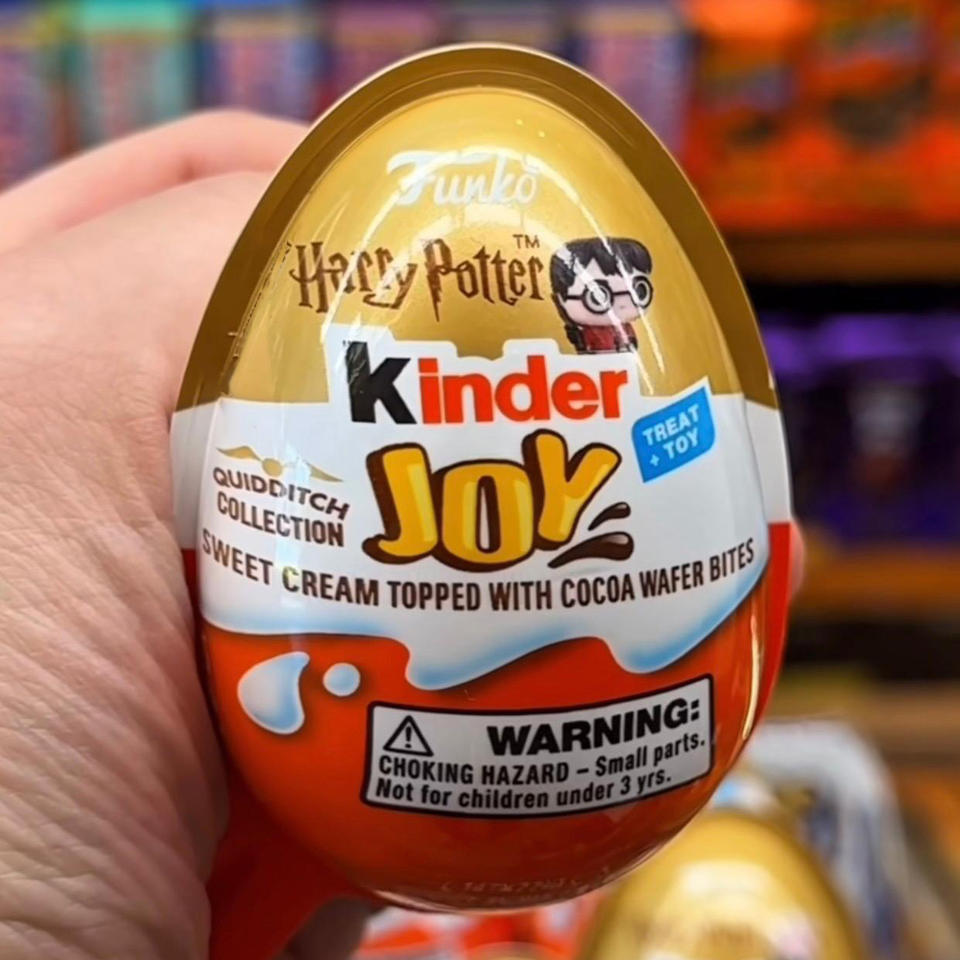 Funko
Harry Potter™
Kinder
JOY
TREAT
+ TOY
QUIDDITCH
COLLECTION
SWEET CREAM TOPPED WITH COCOA WAFER BITES
WARNING:
CHOKING HAZARD – Small parts.
Not for children under 3 yrs.